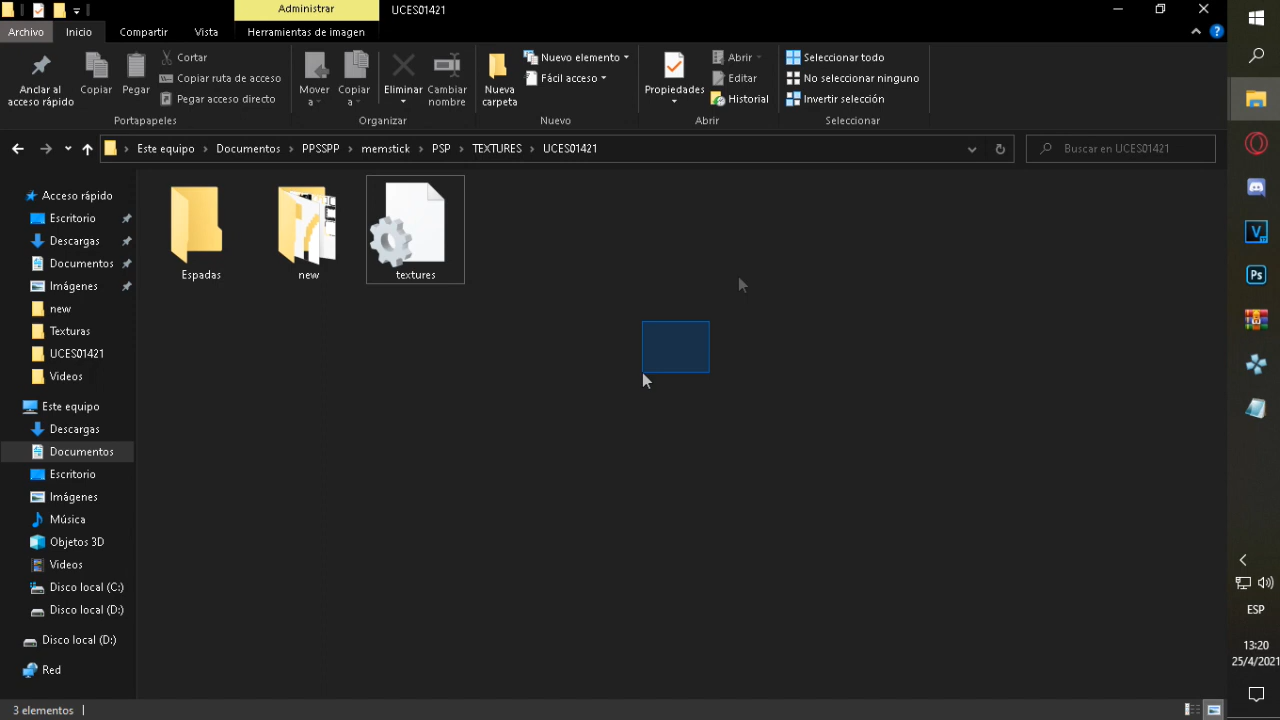 Administrar
UCES01421
Archivo
Inicio
Compartir
Vista
Herramientas de imagen
Anclar al
acceso rápido
Copiar
Pegar
Cortar
Copiar ruta de acceso
Pegar acceso directo
Portapapeles
Mover
a
Copiar
a
Eliminar
Cambiar
nombre
Organizar
Nueva
carpeta
Nuevo elemento
Fácil acceso
Nuevo
Propiedades
Abrir
Editar
Historial
Abrir
Seleccionar todo
No seleccionar ninguno
Invertir selección
Seleccionar
Este equipo > Documentos > PPSSPP > memstick > PSP > TEXTURES > UCES01421
Buscar en UCES01421
Acceso rápido
Escritorio
Descargas
Documentos
Imágenes
new
Texturas
UCES01421
Videos
Este equipo
Descargas
Documentos
Escritorio
Imágenes
Música
Objetos 3D
Videos
Disco local (C:)
Disco local (D:)
Disco local (D:)
Red
Espadas
new
textures
3 elementos
Ps
ESP
13:20
25/4/2021